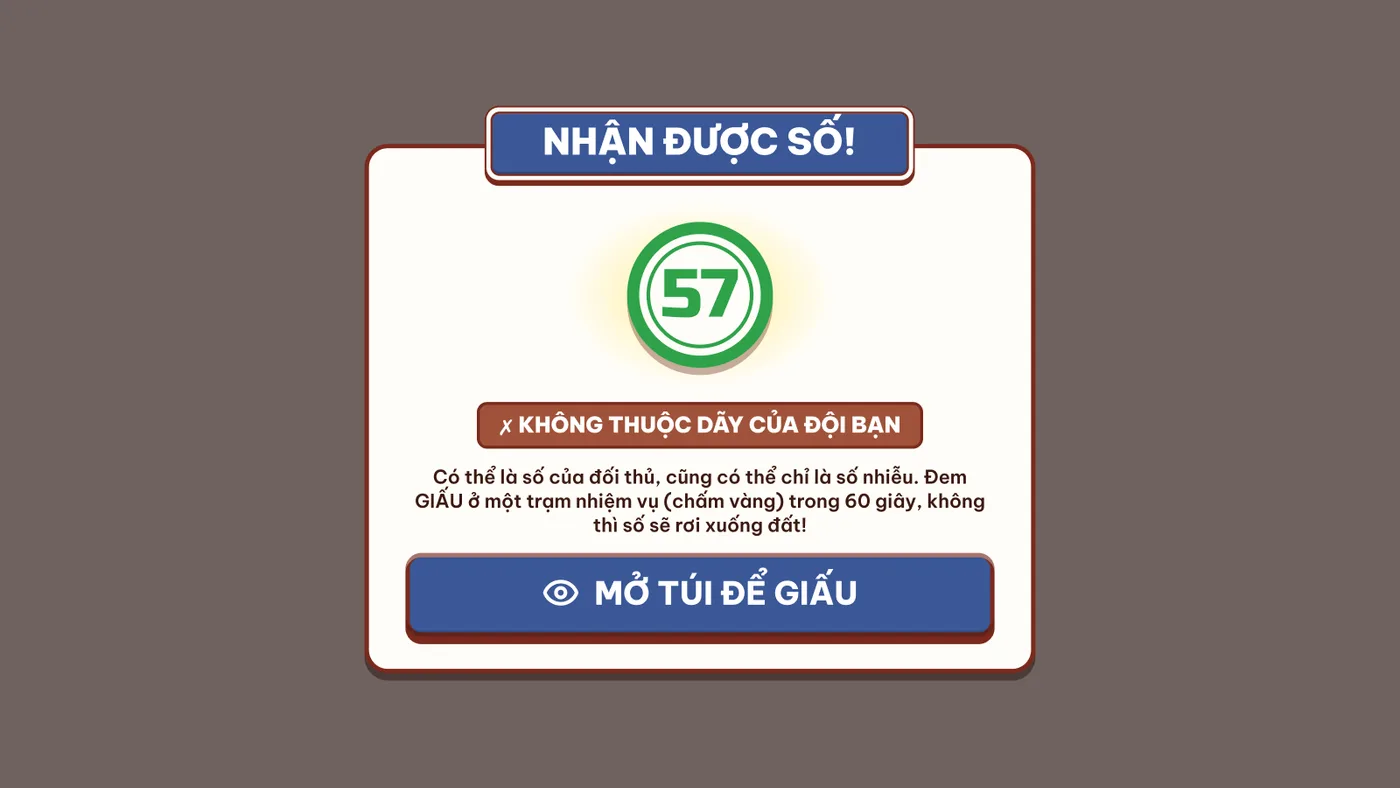 NHẬN ĐƯỢC SỐ!
57
✗ KHÔNG THUỘC DÃY CỦA ĐỘI BẠN
Có thể là số của đối thủ, cũng có thể chỉ là số nhiễu. Đem
GIẤU ở một trạm nhiệm vụ (chấm vàng) trong 60 giây, không
thì số sẽ rơi xuống đất!
MỞ TÚI ĐỂ GIẤU